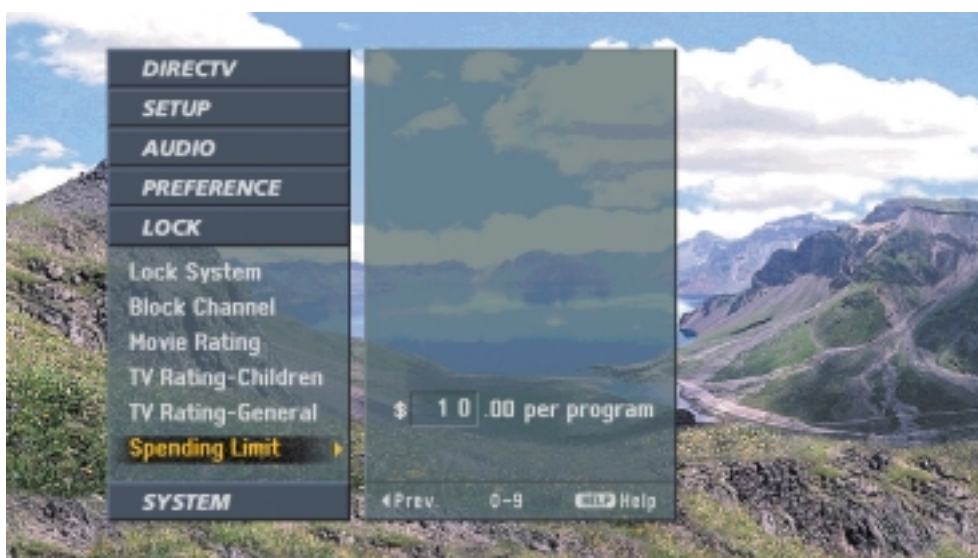 DIRECTV
SETUP
AUDIO
PREFERENCE
LOCK
Lock System
Block Channel
Movie Rating
TV Rating-Children
TV Rating-General
Spending Limit
SYSTEM
$ 1 0 .00 per program
Prev. 0-9 HELP Help